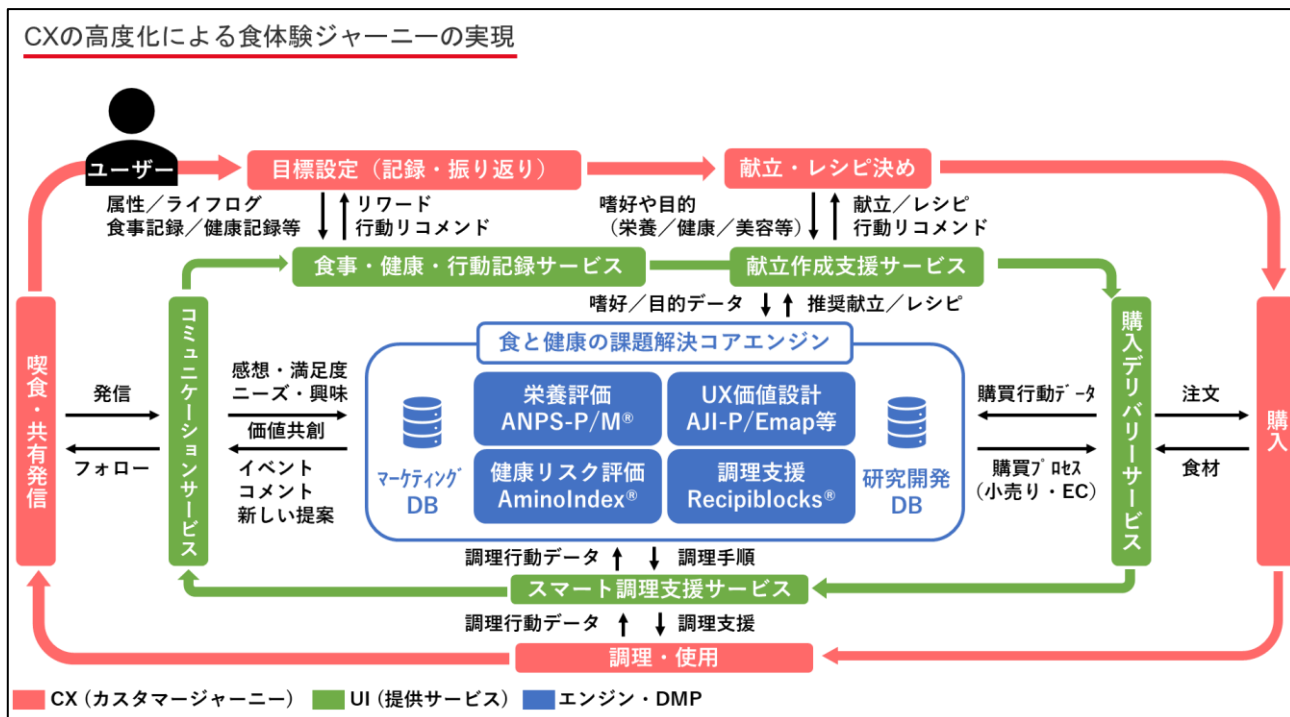 CXの高度化による食体験ジャーニーの実現
ユーザー
目標設定（記録・振り返り）
献立・レシピ決め
属性／ライフログ
食事記録／健康記録等
リワード
行動リコメンド
嗜好や目的
（栄養／健康／美容等）
献立／レシピ
行動リコメンド
食事・健康・行動記録サービス
献立作成支援サービス
嗜好／目的データ
推奨献立／レシピ
喫食・共有発信
発信
フォロー
コミュニケーションサービス
感想・満足度
ニーズ・興味
価値共創
イベント
コメント
新しい提案
食と健康の課題解決コアエンジン
マーケティング
DB
栄養評価
ANPS-P/M®
UX価値設計
AJI-P/Emap等
健康リスク評価
AminoIndex®
調理支援
Recipiblocks®
研究開発
DB
購買行動ﾃﾞｰﾀ
購買ﾌﾟﾛｾｽ
(小売り・EC)
購入デリバリーサービス
注文
食材
購入
調理行動データ
調理手順
スマート調理支援サービス
調理行動データ
調理支援
調理・使用
CX (カスタマージャーニー)
UI (提供サービス)
エンジン・DMP